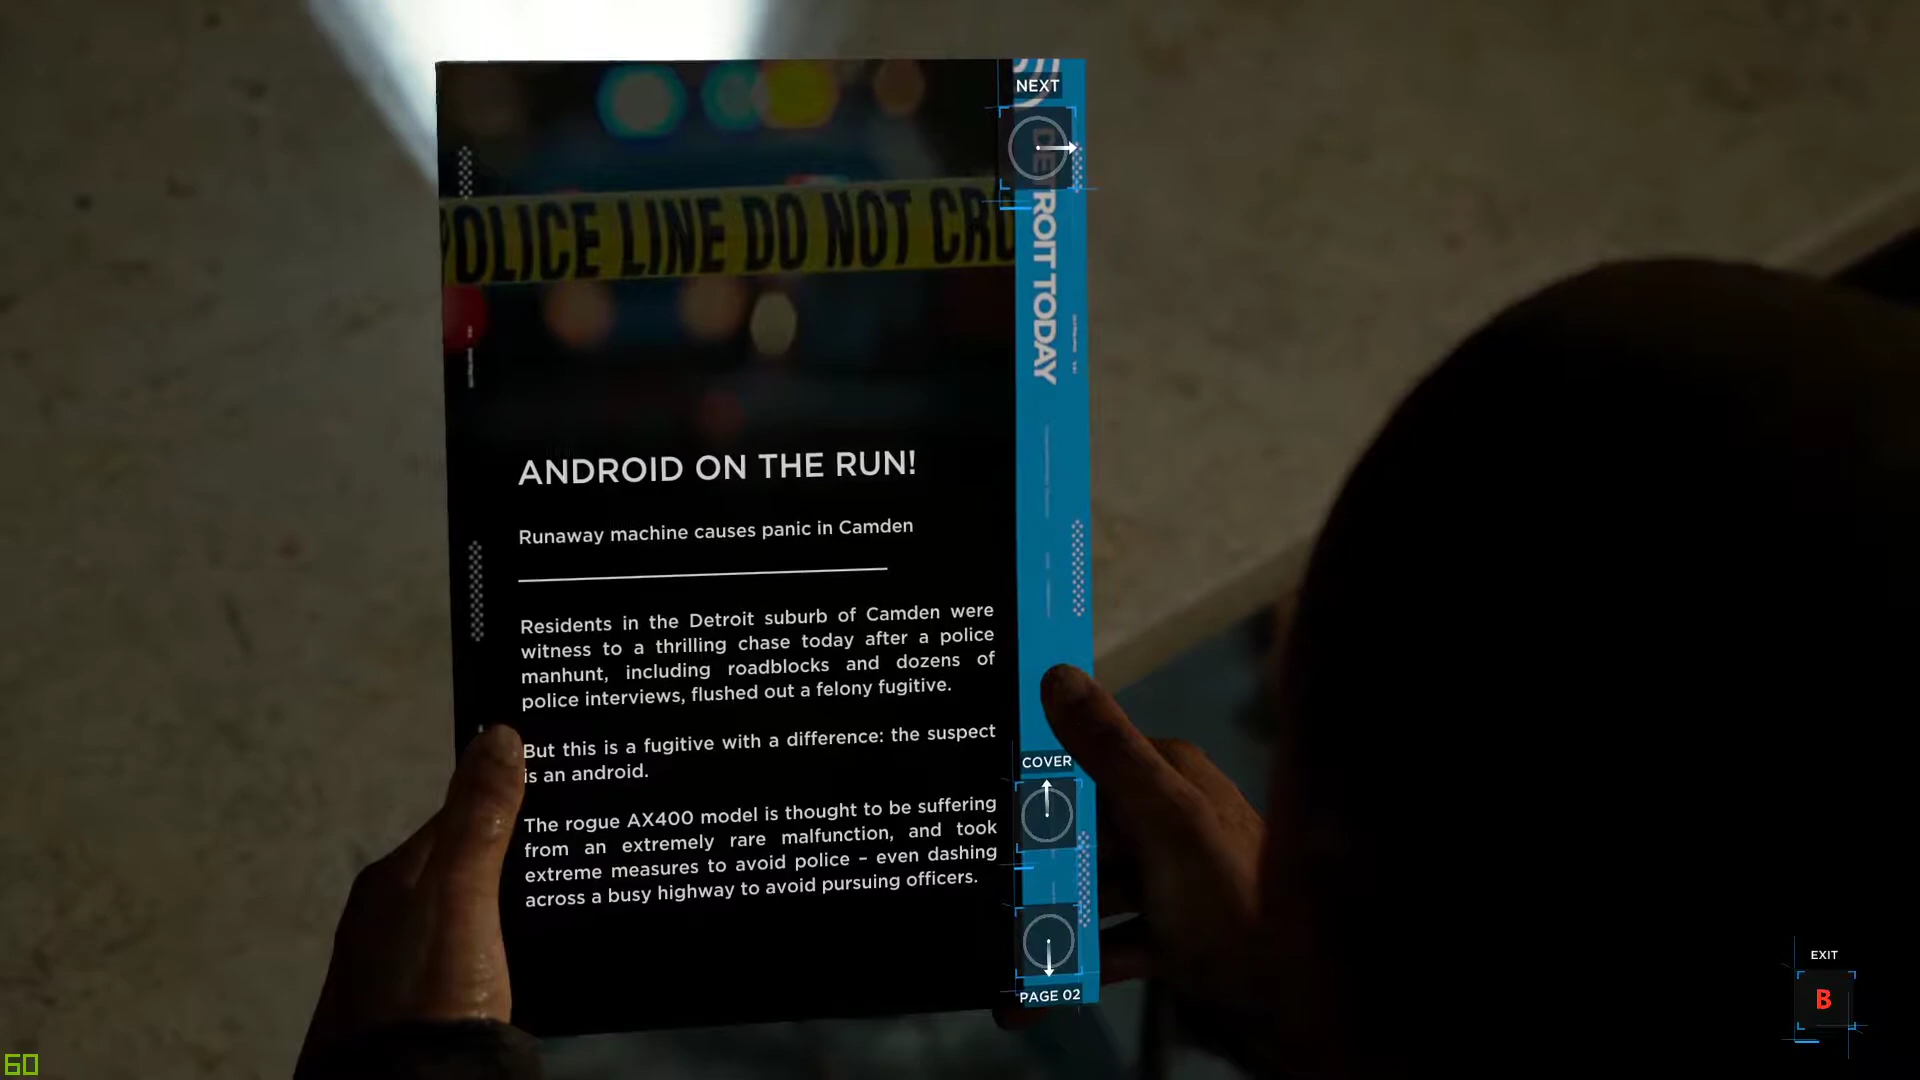 NEXT
POLICE LINE DO NOT CRO
DETROIT TODAY
ANDROID ON THE RUN!
Runaway machine causes panic in Camden
Residents in the Detroit suburb of Camden were
witness to a thrilling chase today after a police
manhunt, including roadblocks and dozens of
police interviews, flushed out a felony fugitive.
But this is a fugitive with a difference: the suspect
is an android.
The rogue AX400 model is thought to be suffering
from an extremely rare malfunction, and took
extreme measures to avoid police – even dashing
across a busy highway to avoid pursuing officers.
COVER
PAGE 02
EXIT
B
60